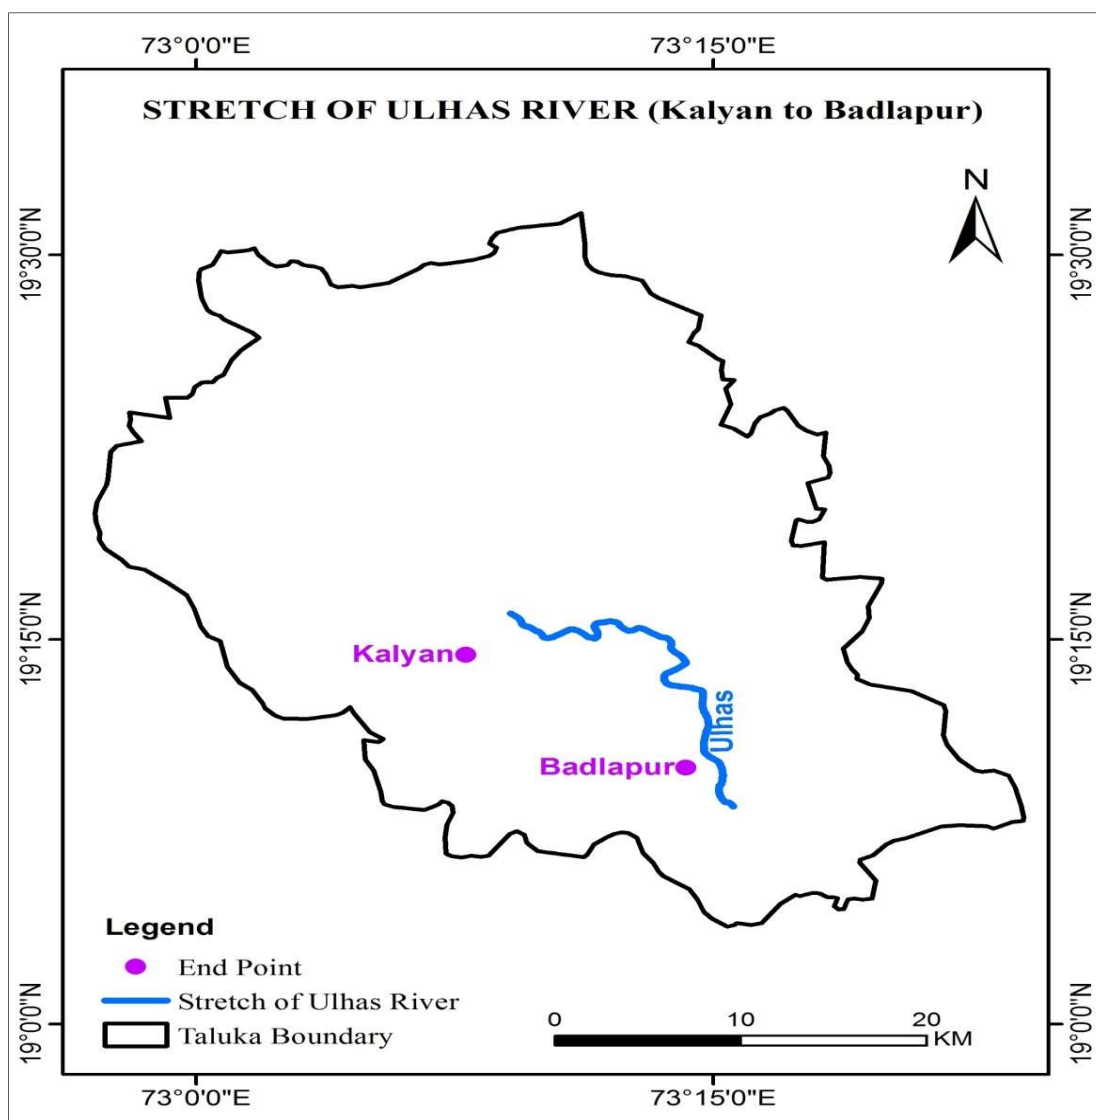 73°0'0"E
73°15'0"E
STRETCH OF ULHAS RIVER (Kalyan to Badlapur)
N
19°30'0"N
19°30'0"N
19°15'0"N
19°15'0"N
Kalyan
Ulhas
Badlapur
Legend
End Point
Stretch of Ulhas River
Taluka Boundary
0 10 20
KM
19°0'0"N
19°0'0"N
73°0'0"E
73°15'0"E